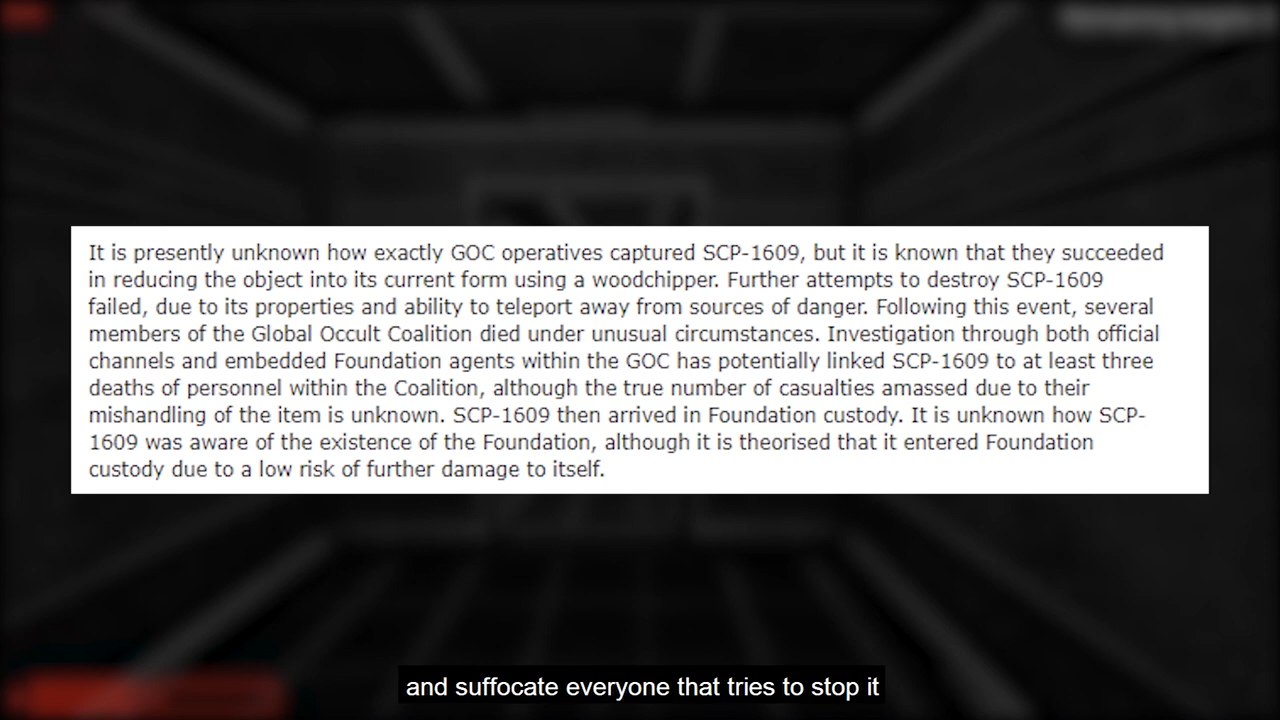 It is presently unknown how exactly GOC operatives captured SCP-1609, but it is known that they succeeded
in reducing the object into its current form using a woodchipper. Further attempts to destroy SCP-1609
failed, due to its properties and ability to teleport away from sources of danger. Following this event, several
members of the Global Occult Coalition died under unusual circumstances. Investigation through both official
channels and embedded Foundation agents within the GOC has potentially linked SCP-1609 to at least three
deaths of personnel within the Coalition, although the true number of casualties amassed due to their
mishandling of the item is unknown. SCP-1609 then arrived in Foundation custody. It is unknown how SCP-
1609 was aware of the existence of the Foundation, although it is theorised that it entered Foundation
custody due to a low risk of further damage to itself.
and suffocate everyone that tries to stop it